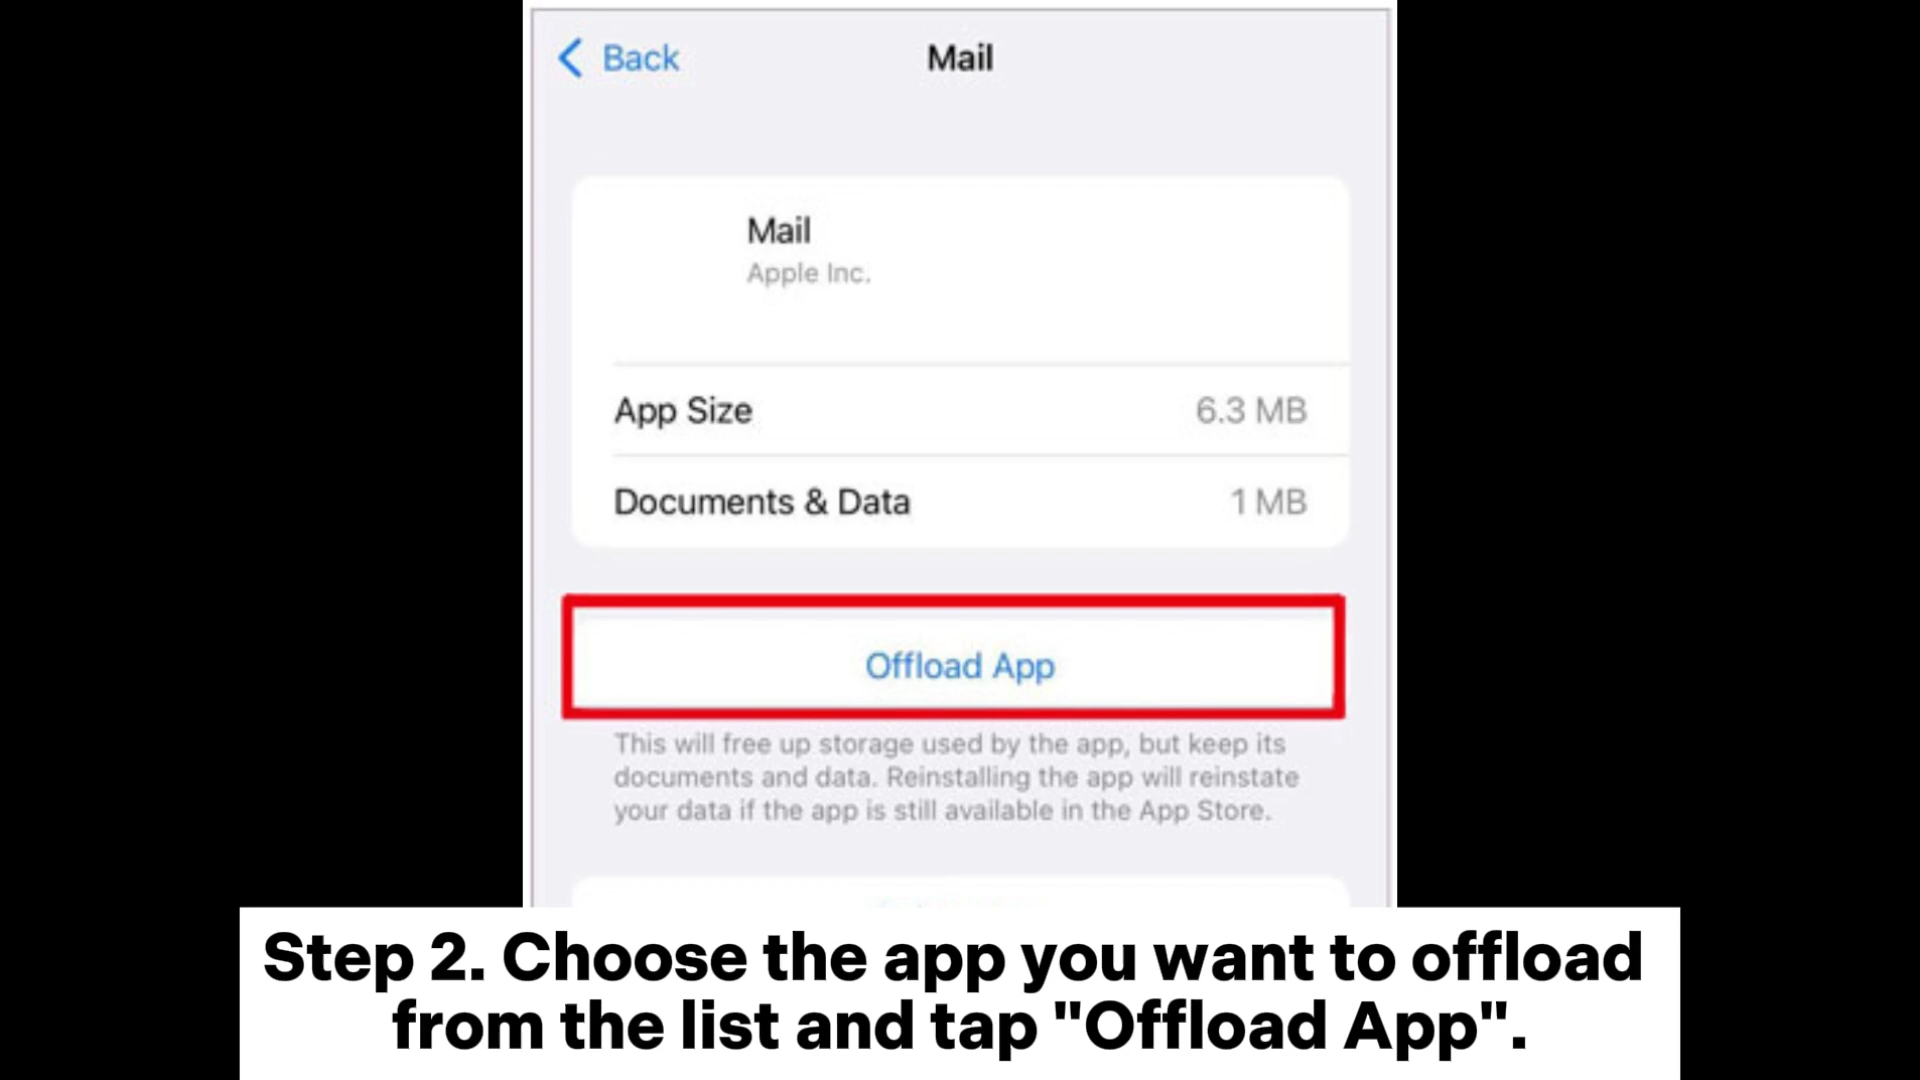 Back
Mail
Mail
Apple Inc.
App Size 6.3 MB
Documents & Data 1 MB
Offload App
This will free up storage used by the app, but keep its
documents and data. Reinstalling the app will reinstate
your data if the app is still available in the App Store.
Step 2. Choose the app you want to offload
from the list and tap "Offload App".